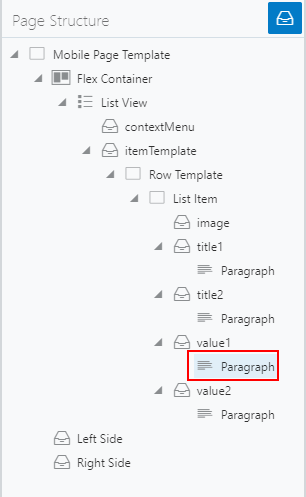 Page Structure
Mobile Page Template
Flex Container
List View
contextMenu
itemTemplate
Row Template
List Item
image
title1
Paragraph
title2
Paragraph
value1
Paragraph
value2
Paragraph
Left Side
Right Side